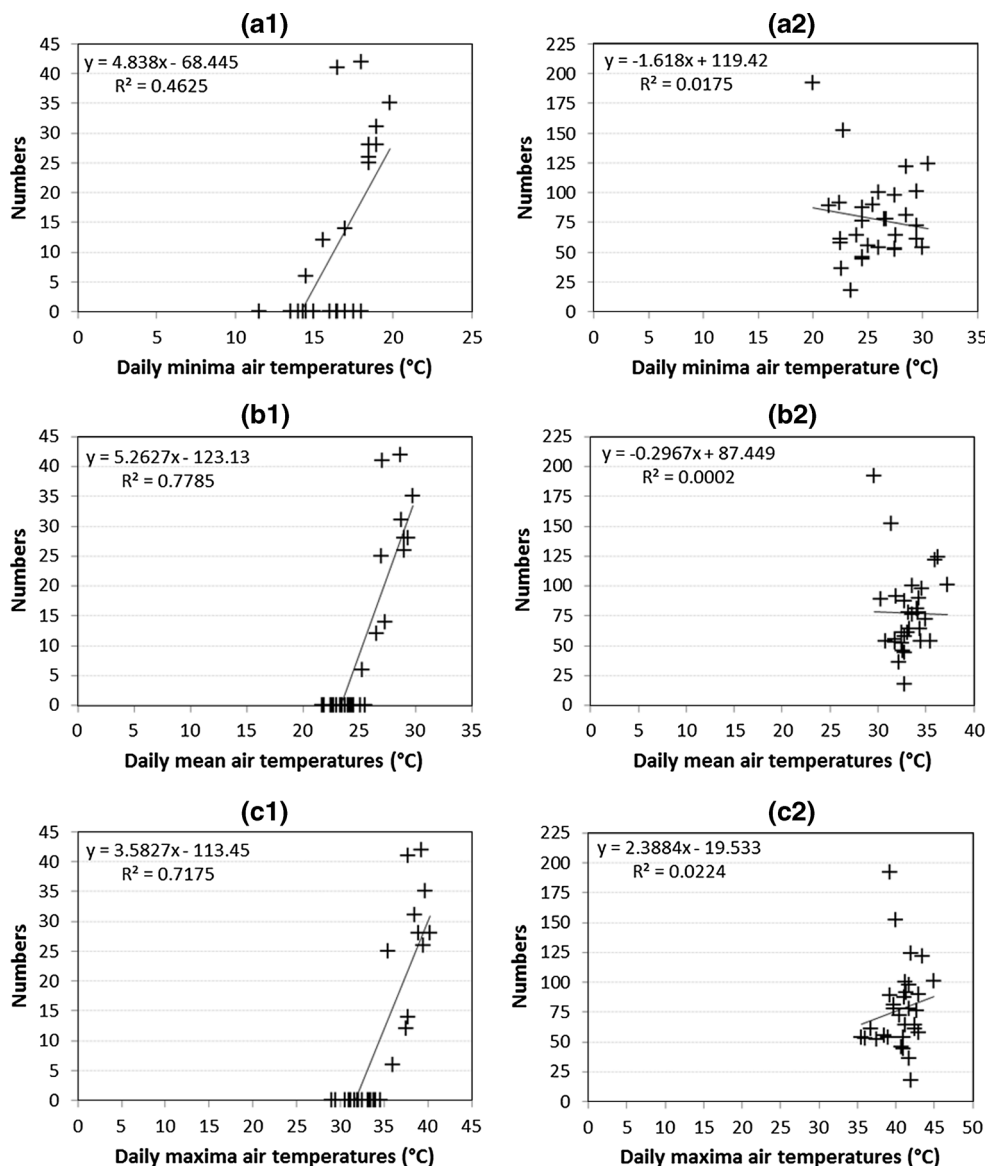 (a1)
y = 4.838x - 68.445
R² = 0.4625
Numbers
45
40
35
30
25
20
15
10
5
0
0 5 10 15 20 25
Daily minima air temperatures (°C)
(a2)
y = -1.618x + 119.42
R² = 0.0175
Numbers
225
200
175
150
125
100
75
50
25
0
0 5 10 15 20 25 30 35
Daily minima air temperature (°C)
(b1)
y = 5.2627x - 123.13
R² = 0.7785
Numbers
45
40
35
30
25
20
15
10
5
0
0 5 10 15 20 25 30 35
Daily mean air temperatures (°C)
(b2)
y = -0.2967x + 87.449
R² = 0.0002
Numbers
225
200
175
150
125
100
75
50
25
0
0 5 10 15 20 25 30 35 40
Daily mean air temperatures (°C)
(c1)
y = 3.5827x - 113.45
R² = 0.7175
Numbers
45
40
35
30
25
20
15
10
5
0
0 5 10 15 20 25 30 35 40 45
Daily maxima air temperatures (°C)
(c2)
y = 2.3884x - 19.533
R² = 0.0224
Numbers
225
200
175
150
125
100
75
50
25
0
0 5 10 15 20 25 30 35 40 45 50
Daily maxima air temperatures (°C)